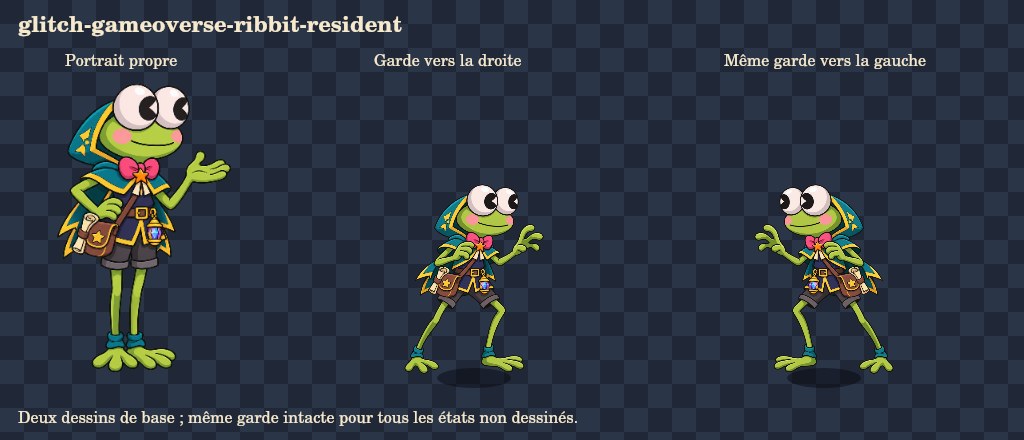 glitch-gameoverse-ribbit-resident
Portrait propre
Garde vers la droite
Même garde vers la gauche
Deux dessins de base ; même garde intacte pour tous les états non dessinés.